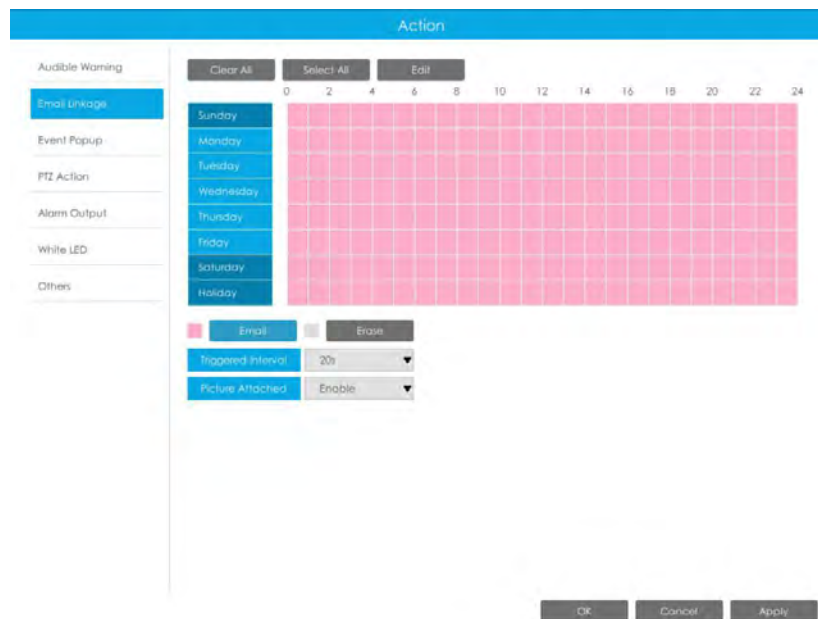 Action
Audible Warning
Email Linkage
Event Popup
PTZ Action
Alarm Output
White LED
Others
Clear All Select All Edit
0 2 4 6 8 10 12 14 16 18 20 22 24
Sunday
Monday
Tuesday
Wednesday
Thursday
Friday
Saturday
Holiday
Email Erase
Triggered Interval 20s
Picture Attached Enable
OK Cancel Apply